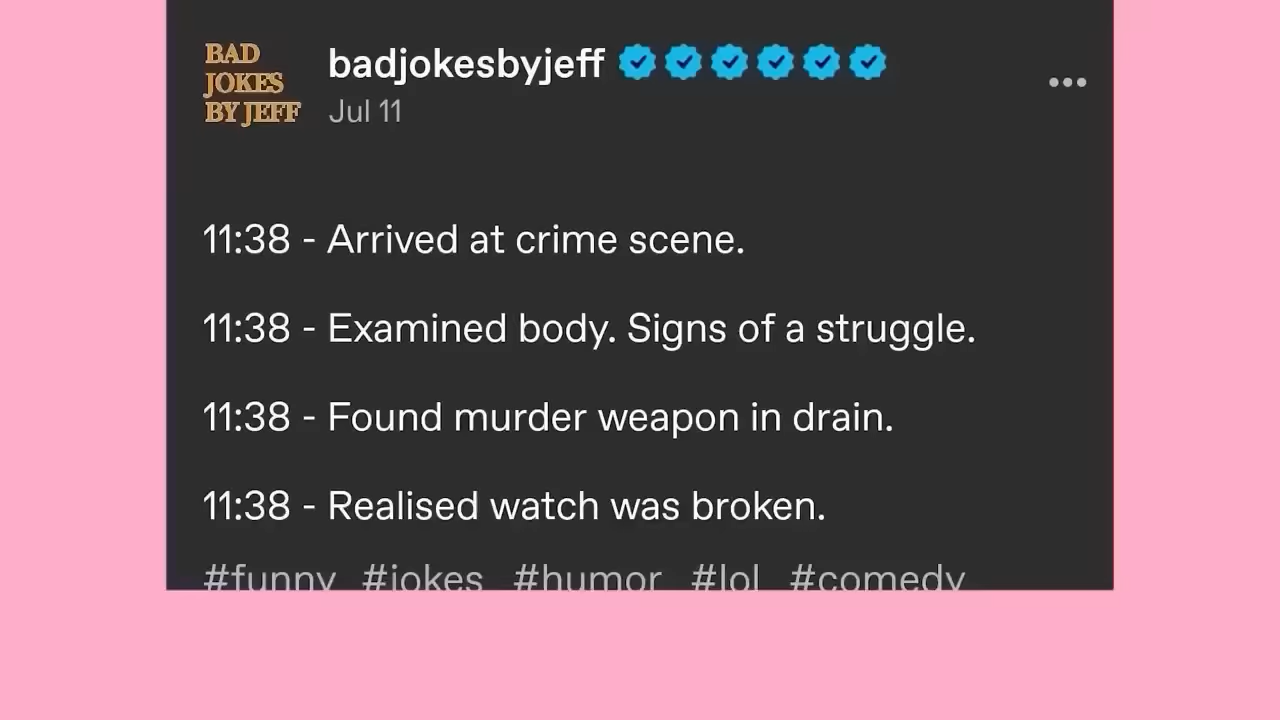 BAD
JOKES
BY JEFF
badjokesbyjeff
Jul 11
11:38 - Arrived at crime scene.
11:38 - Examined body. Signs of a struggle.
11:38 - Found murder weapon in drain.
11:38 - Realised watch was broken.
#funny #jokes #humor #lol #comedy